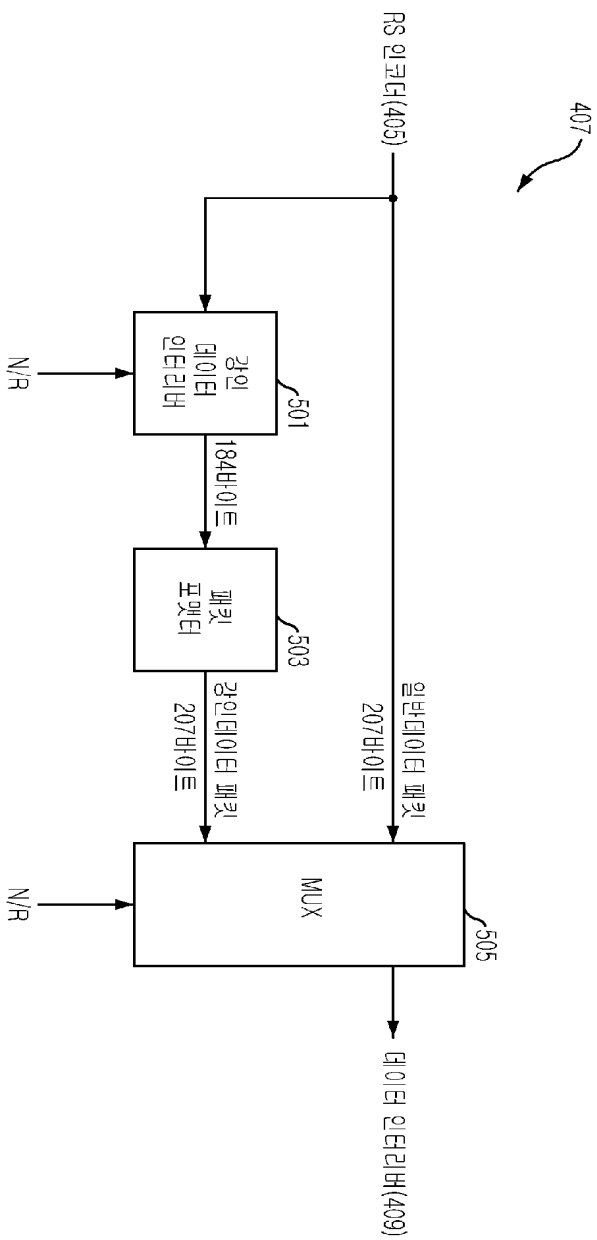 407
RS 인코더(405)
강인
데이터
인터리버
501
N/R
184바이트
패킷
포맷터
503
강인데이터 패킷
207바이트
일반데이터 패킷
207바이트
MUX
505
N/R
데이터 인터리버(409)